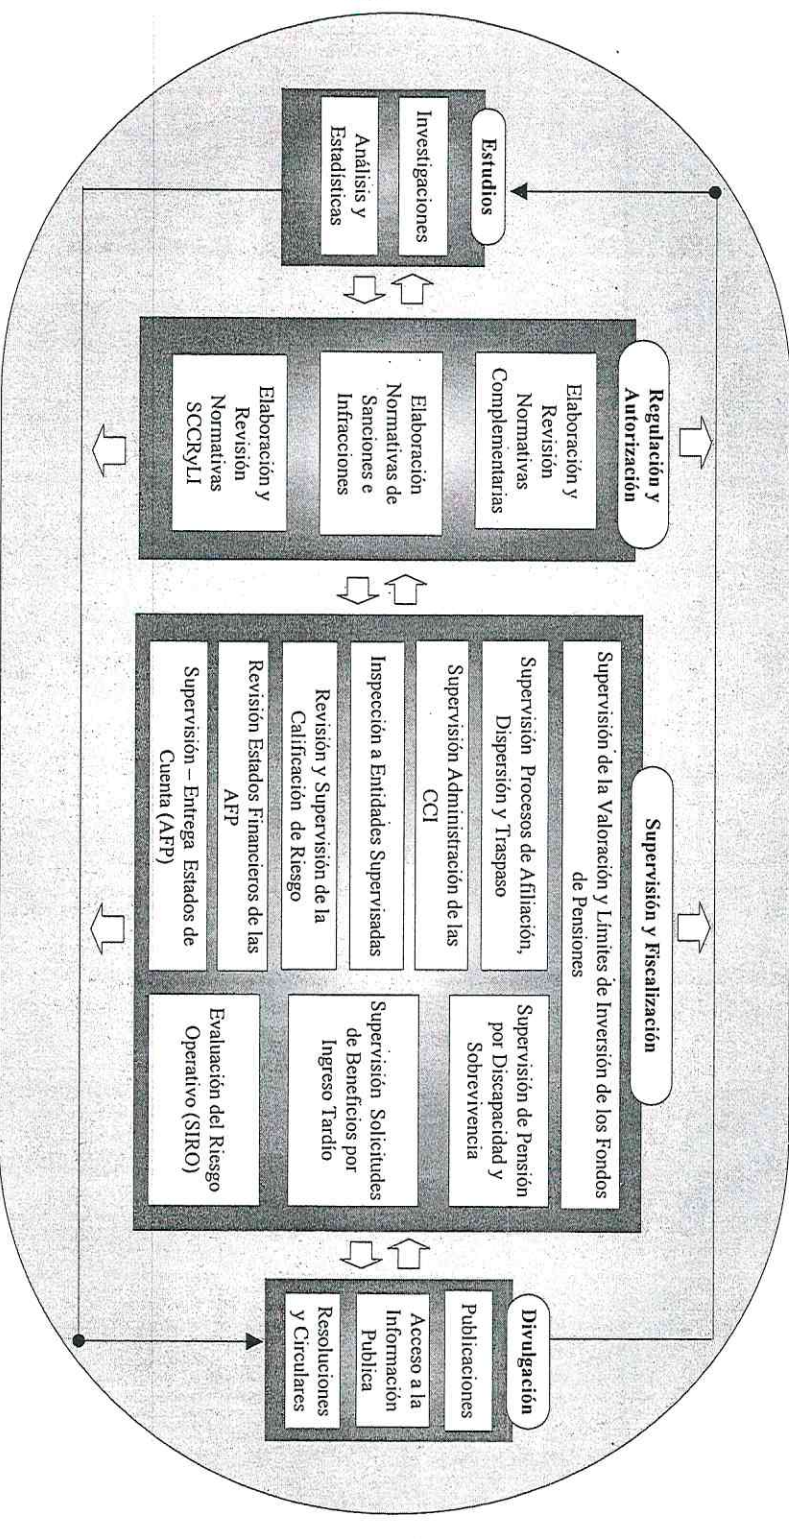 Estudios
Investigaciones
Análisis y
Estadísticas
Regulación y
Autorización
Elaboración y
Revisión
Normativas
Complementarias
Elaboración
Normativas de
Sanciones e
Infracciones
Elaboración y
Revisión
Normativas
SCCRyLI
Supervisión y Fiscalización
Supervisión de la Valoración y Límites de Inversión de los Fondos
de Pensiones
Supervisión Procesos de Afiliación,
Dispersión y Traspaso
Supervisión Administración de las
CCI
Inspección a Entidades Supervisadas
Revisión y Supervisión de la
Calificación de Riesgo
Revisión Estados Financieros de las
AFP
Supervisión – Entrega Estados de
Cuenta (AFP)
Supervisión de Pensión
por Discapacidad y
Sobrevivencia
Supervisión Solicitudes
de Beneficios por
Ingreso Tardío
Evaluación del Riesgo
Operativo (SIRO)
Divulgación
Publicaciones
Acceso a la
Información
Publica
Resoluciones
y Circulares